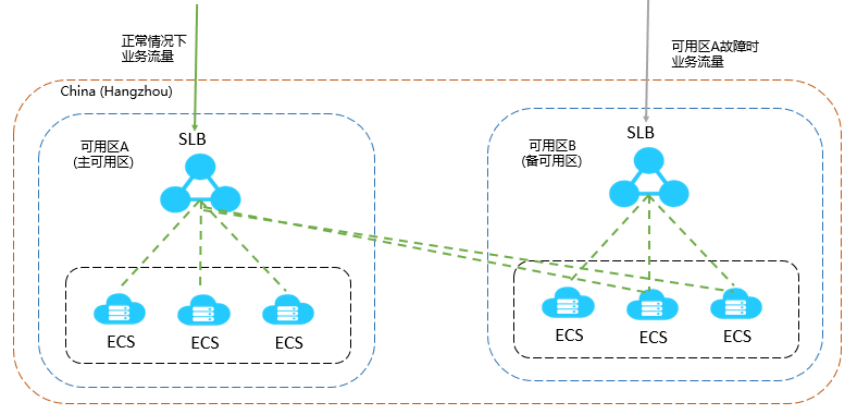 正常情况下
业务流量
可用区A故障时
业务流量
China (Hangzhou)
可用区A
(主可用区)
SLB
可用区B
(备可用区)
SLB
ECS
ECS
ECS
ECS
ECS
ECS